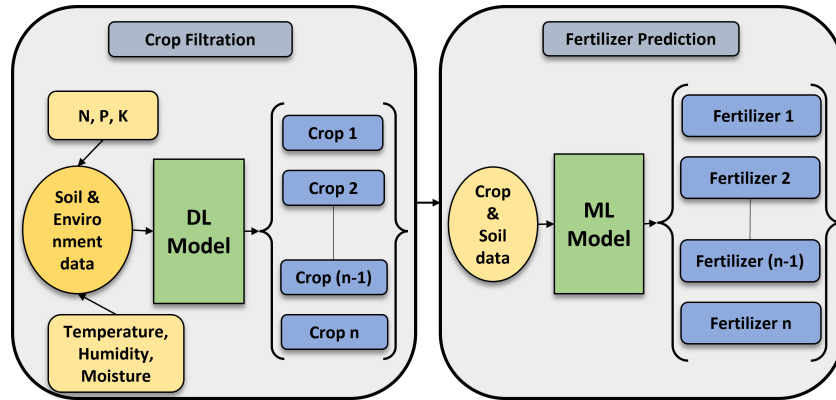 Crop Filtration
N, P, K
Soil &
Enviro
nment
data
Temperature,
Humidity,
Moisture
DL
Model
Crop 1
Crop 2
Crop (n-1)
Crop n
Fertilizer Prediction
Crop
&
Soil
data
ML
Model
Fertilizer 1
Fertilizer 2
Fertilizer (n-1)
Fertilizer n